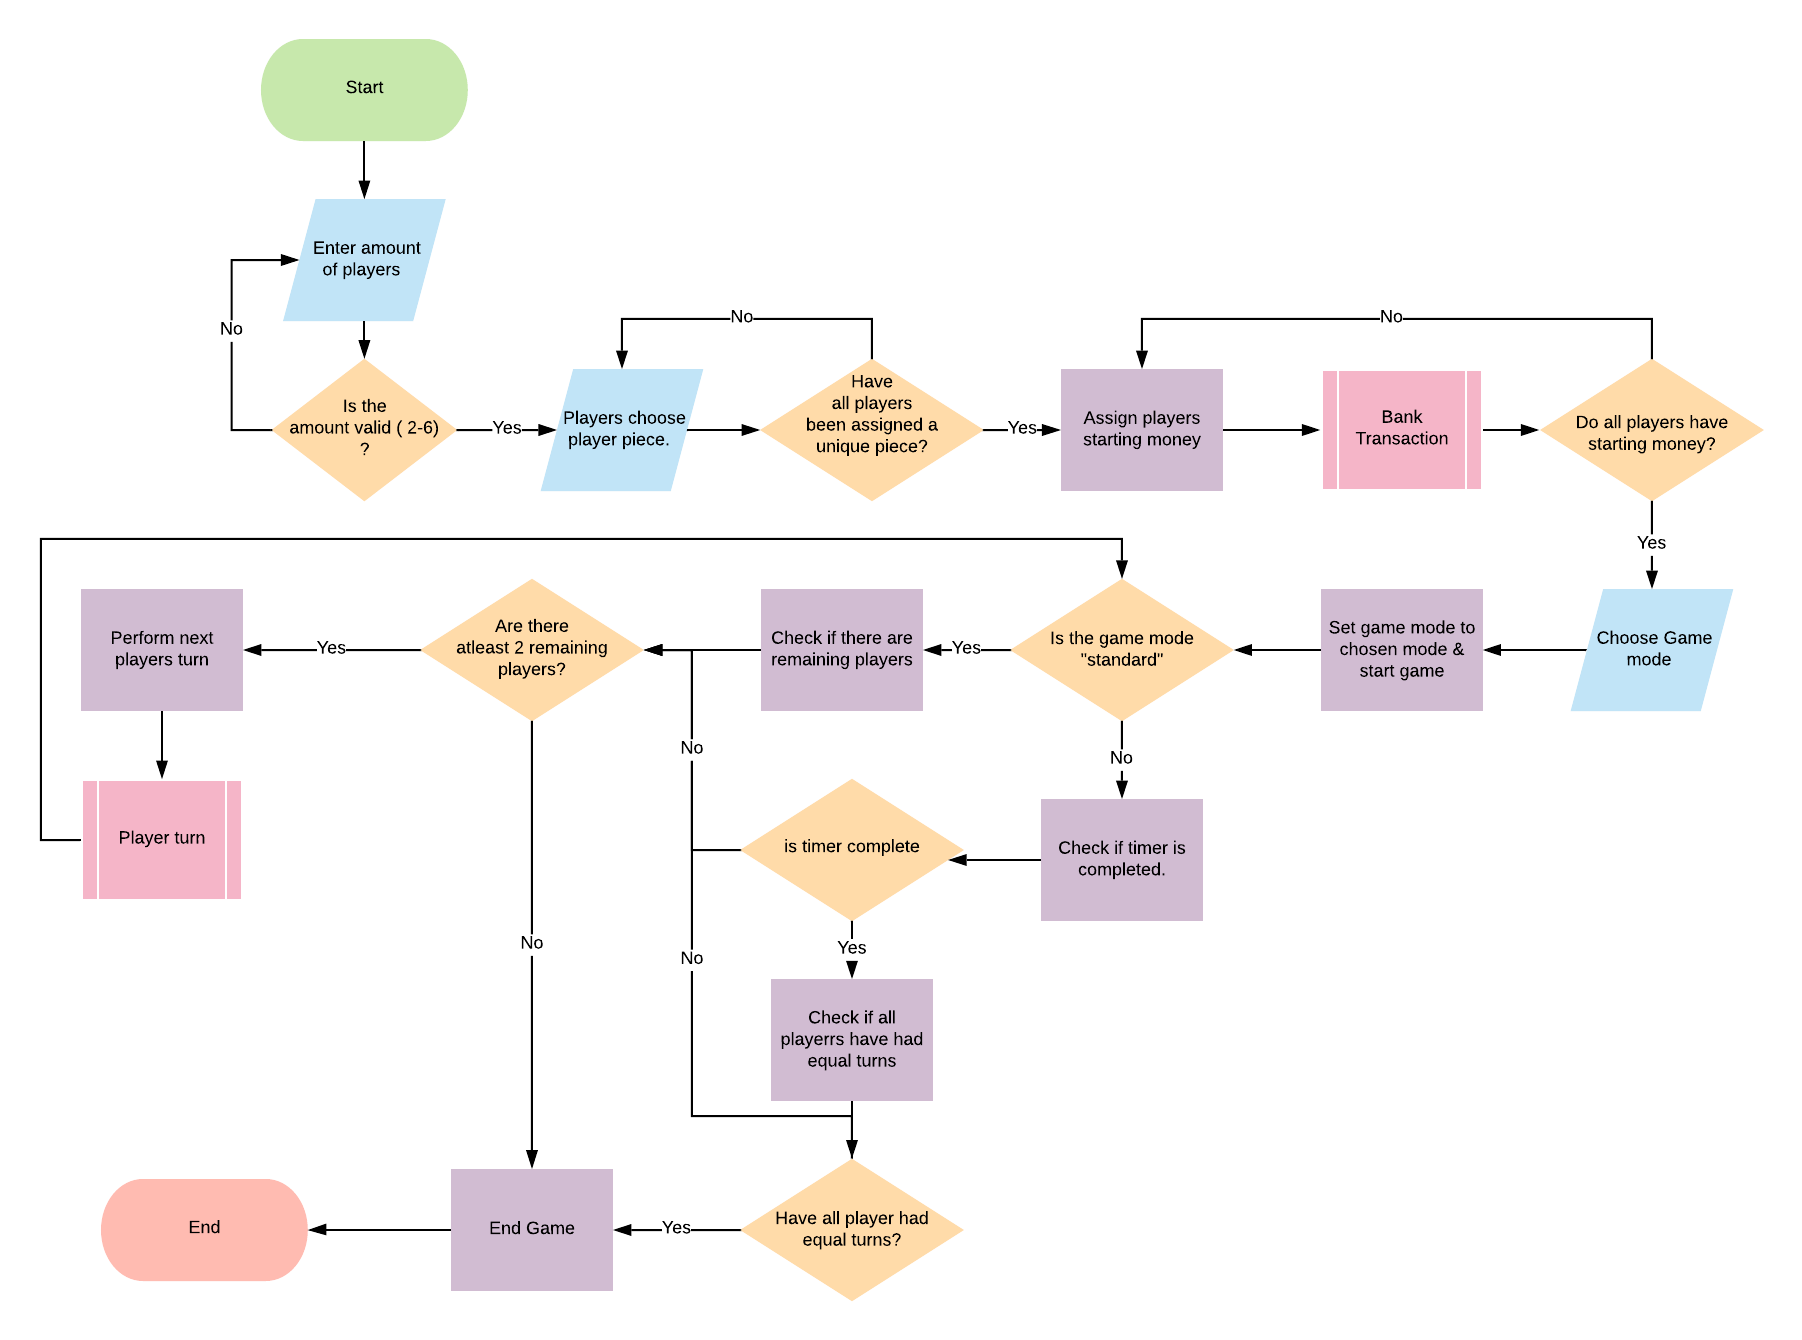 Start
Enter amount
of players
No
Is the
amount valid ( 2-6)
?
Yes
Players choose
player piece.
No
Have
all players
been assigned a
unique piece?
Yes
Assign players
starting money
Bank
Transaction
No
Do all players have
starting money?
Yes
Choose Game
mode
Set game mode to
chosen mode &
start game
Is the game mode
"standard"
Yes
Check if there are
remaining players
Are there
atleast 2 remaining
players?
Yes
Perform next
players turn
Player turn
No
No
Check if timer is
completed.
is timer complete
No
Yes
Check if all
playerrs have had
equal turns
No
Have all player had
equal turns?
Yes
End Game
End